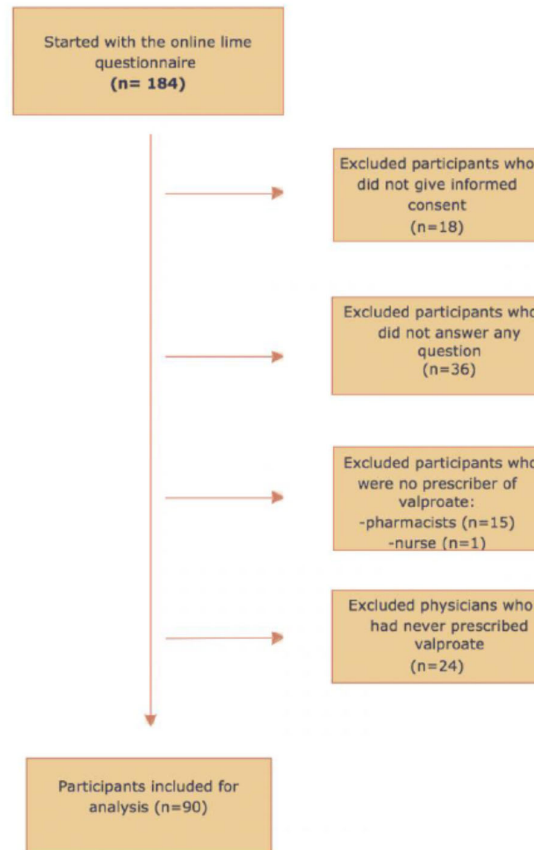 Started with the online lime
questionnaire
(n= 184)
Excluded participants who
did not give informed
consent
(n=18)
Excluded participants who
did not answer any
question
(n=36)
Excluded participants who
were no prescriber of
valproate:
-pharmacists (n=15)
-nurse (n=1)
Excluded physicians who
had never prescribed
valproate
(n=24)
Participants included for
analysis (n=90)